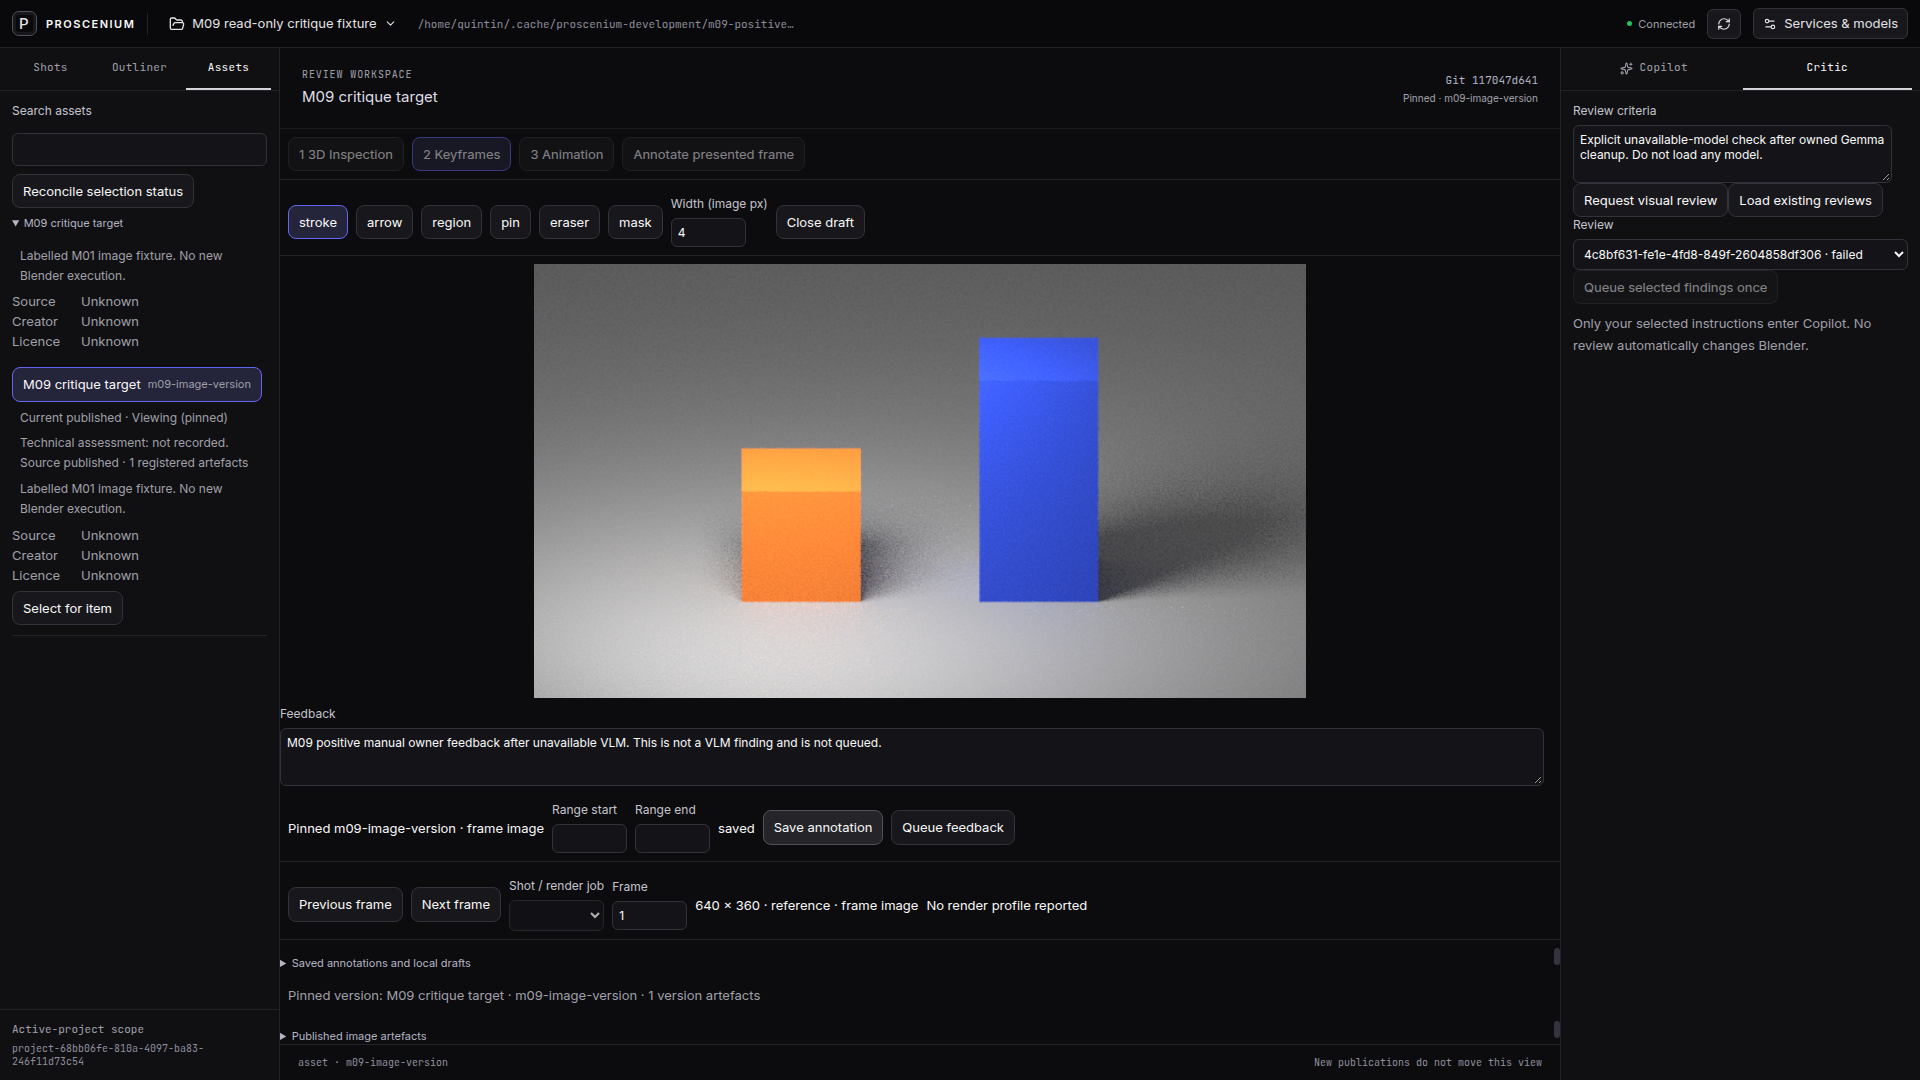 P PROSCENIUM
M09 read-only critique fixture
/home/quintin/.cache/proscenium-development/m09-positive…
Connected
Services & models
Shots
Outliner
Assets
Search assets
Reconcile selection status
▼ M09 critique target
Labelled M01 image fixture. No new
Blender execution.
Source Unknown
Creator Unknown
Licence Unknown
M09 critique target m09-image-version
Current published · Viewing (pinned)
Technical assessment: not recorded.
Source published · 1 registered artefacts
Labelled M01 image fixture. No new
Blender execution.
Source Unknown
Creator Unknown
Licence Unknown
Select for item
Active-project scope
project-68bb06fe-810a-4097-ba83-
246f11d73c54
REVIEW WORKSPACE
M09 critique target
Git 117047d641
Pinned · m09-image-version
1 3D Inspection
2 Keyframes
3 Animation
Annotate presented frame
stroke
arrow
region
pin
eraser
mask
Width (image px)
4
Close draft
Feedback
M09 positive manual owner feedback after unavailable VLM. This is not a VLM finding and is not queued.
Pinned m09-image-version · frame image
Range start
Range end
saved
Save annotation
Queue feedback
Previous frame
Next frame
Shot / render job
Frame
1
640 × 360 · reference · frame image
No render profile reported
▶ Saved annotations and local drafts
Pinned version: M09 critique target · m09-image-version · 1 version artefacts
▶ Published image artefacts
asset · m09-image-version
New publications do not move this view
Copilot
Critic
Review criteria
Explicit unavailable-model check after owned Gemma
cleanup. Do not load any model.
Request visual review
Load existing reviews
Review
4c8bf631-fe1e-4fd8-849f-2604858df306 · failed
Queue selected findings once
Only your selected instructions enter Copilot. No
review automatically changes Blender.